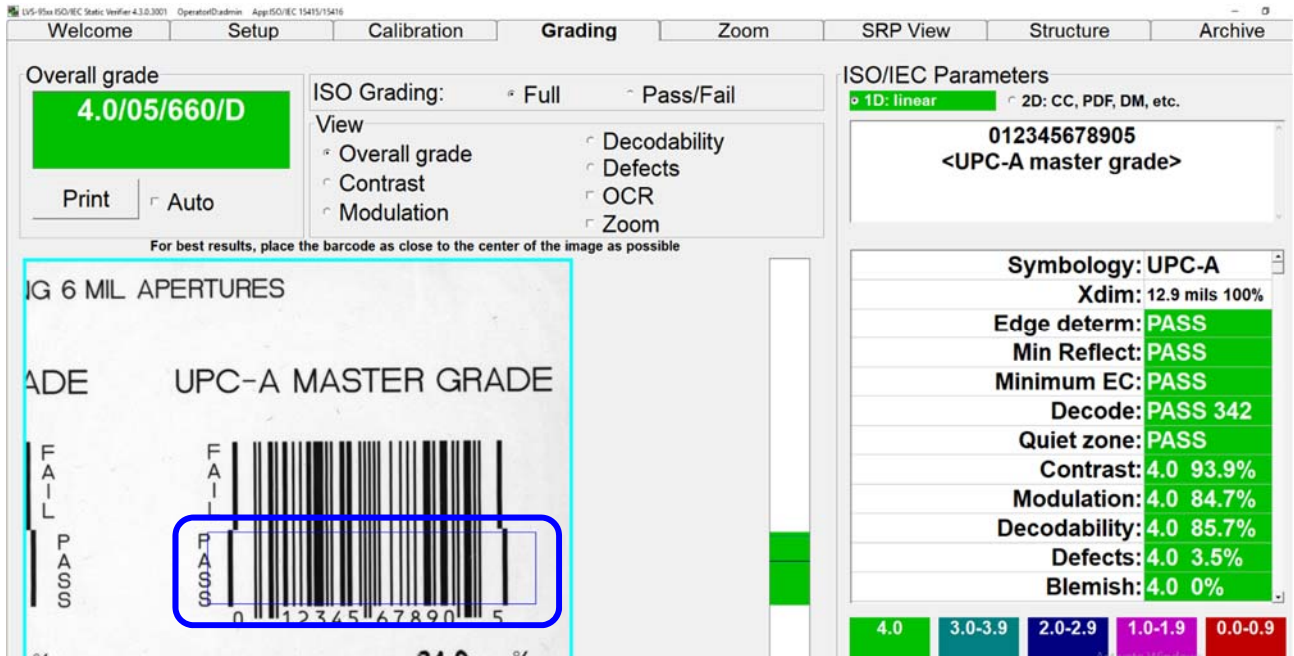 LVS-95xx ISO/IEC Static Verifier 4.3.0.3001 OperatorID:admin App:ISO/IEC 15415/15416
Welcome Setup Calibration Grading Zoom SRP View Structure Archive
Overall grade
4.0/05/660/D
Print Auto
ISO Grading: Full Pass/Fail
View
Overall grade
Contrast
Modulation
Decodability
Defects
OCR
Zoom
For best results, place the barcode as close to the center of the image as possible
NG 6 MIL APERTURES
ADE UPC-A MASTER GRADE
FAIL FAIL
PASS PASS
0 12345 67890 5
ISO/IEC Parameters
1D: linear 2D: CC, PDF, DM, etc.
012345678905
<UPC-A master grade>
Symbology: UPC-A
Xdim: 12.9 mils 100%
Edge determ: PASS
Min Reflect: PASS
Minimum EC: PASS
Decode: PASS 342
Quiet zone: PASS
Contrast: 4.0 93.9%
Modulation: 4.0 84.7%
Decodability: 4.0 85.7%
Defects: 4.0 3.5%
Blemish: 4.0 0%
4.0 3.0-3.9 2.0-2.9 1.0-1.9 0.0-0.9